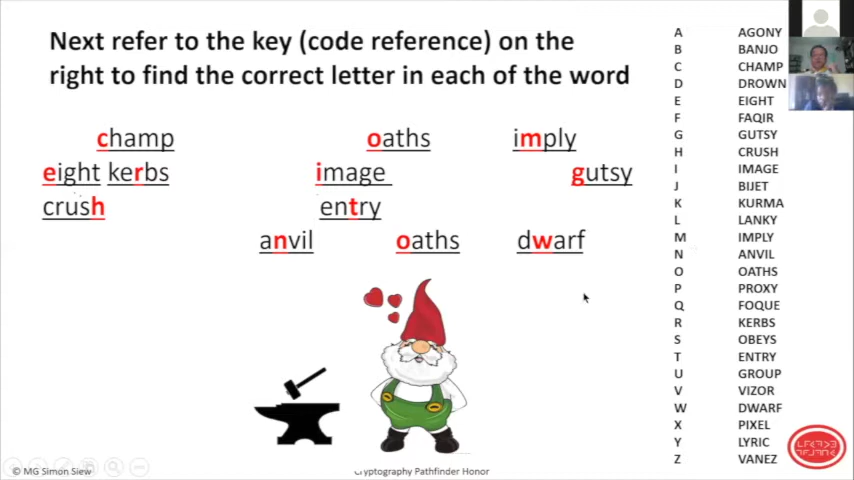 Next refer to the key (code reference) on the
right to find the correct letter in each of the word
champ oaths imply
eight kerbs image gutsy
crush entry
anvil oaths dwarf
A AGONY
B BANJO
C CHAMP
D DROWN
E EIGHT
F FAQIR
G GUTSY
H CRUSH
I IMAGE
J BIJET
K KURMA
L LANKY
M IMPLY
N ANVIL
O OATHS
P PROXY
Q FOQUE
R KERBS
S OBEYS
T ENTRY
U GROUP
V VIZOR
W DWARF
X PIXEL
Y LYRIC
Z VANEZ
© MG Simon Siew
Cryptography Pathfinder Honor